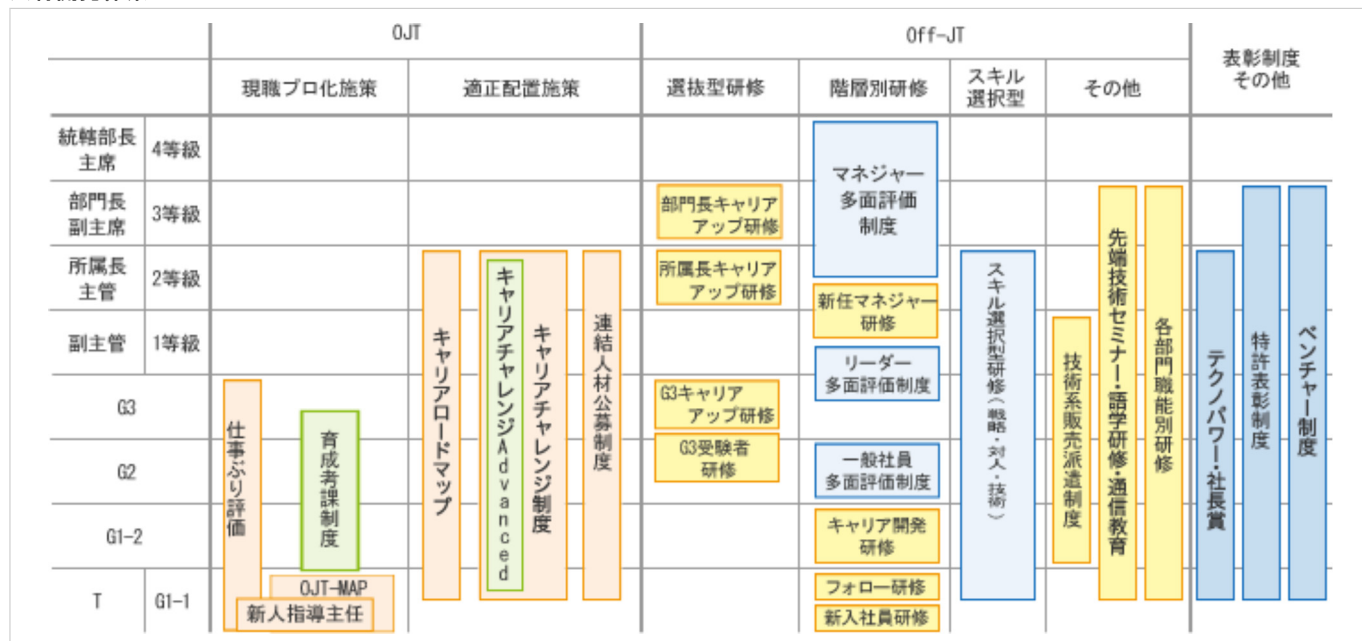 OJT
Off-JT
表彰制度
その他
現職プロ化施策
適正配置施策
選抜型研修
階層別研修
スキル
選択型
その他
統轄部長
主席
4等級
部門長
副主席
3等級
所属長
主管
2等級
副主管
1等級
G3
G2
G1-2
T
G1-1
仕事ぶり評価
育成考課制度
OJT-MAP
新人指導主任
キャリアロードマップ
キャリアチャレンジAdvanced
キャリアチャレンジ制度
連結人材公募制度
部門長キャリア
アップ研修
所属長キャリア
アップ研修
G3キャリア
アップ研修
G3受験者
研修
マネジャー
多面評価
制度
新任マネジャー
研修
リーダー
多面評価制度
一般社員
多面評価制度
キャリア開発
研修
フォロー研修
新入社員研修
スキル選択型研修(戦略・対人・技術)
技術系販売派遣制度
先端技術セミナー・語学研修・通信教育
各部門職能別研修
テクノパワー・社長賞
特許表彰制度
ベンチャー制度